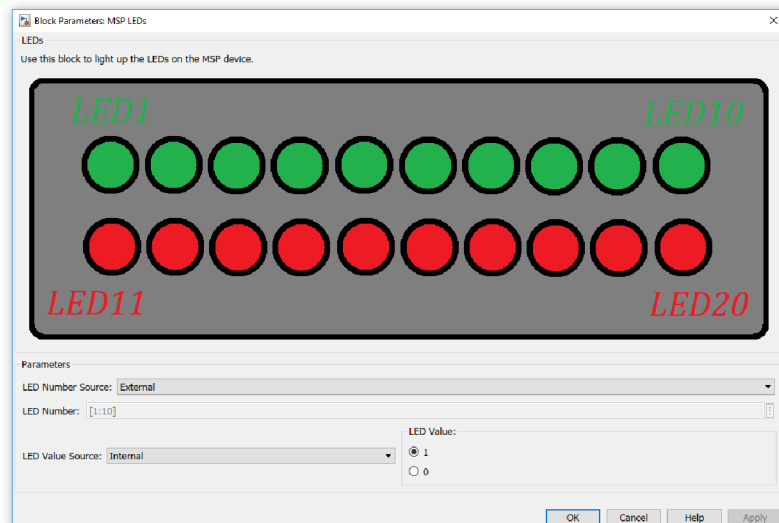 Block Parameters: MSP LEDs
LEDs
Use this block to light up the LEDs on the MSP device.
LED1 LED10
LED11 LED20
Parameters
LED Number Source: External
LED Number: [1:10]
LED Value:
1
LED Value Source: Internal
0
OK Cancel Help Apply